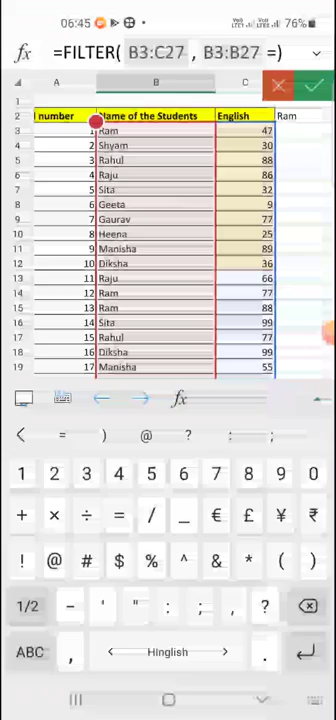 06:45 76%
fx =FILTER( B3:C27 , B3:B27 =)
A B C
1
2 number Name of the Students English Ram
3 1 Ram 47
4 2 Shyam 30
5 3 Rahul 88
6 4 Raju 86
7 5 Sita 32
8 6 Geeta 9
9 7 Gaurav 77
10 8 Heena 25
11 9 Manisha 89
12 10 Diksha 36
13 11 Raju 66
14 12 Ram 77
15 13 Ram 88
16 14 Sita 99
17 15 Rahul 77
18 16 Diksha 99
19 17 Manisha 55
fx
= ) @ ? : ;
1 2 3 4 5 6 7 8 9 0
+ × ÷ = / _ € £ ¥ ₹
! @ # $ % ^ & * ( )
1/2 - ' " : ; , ?
ABC , < Hinglish > .